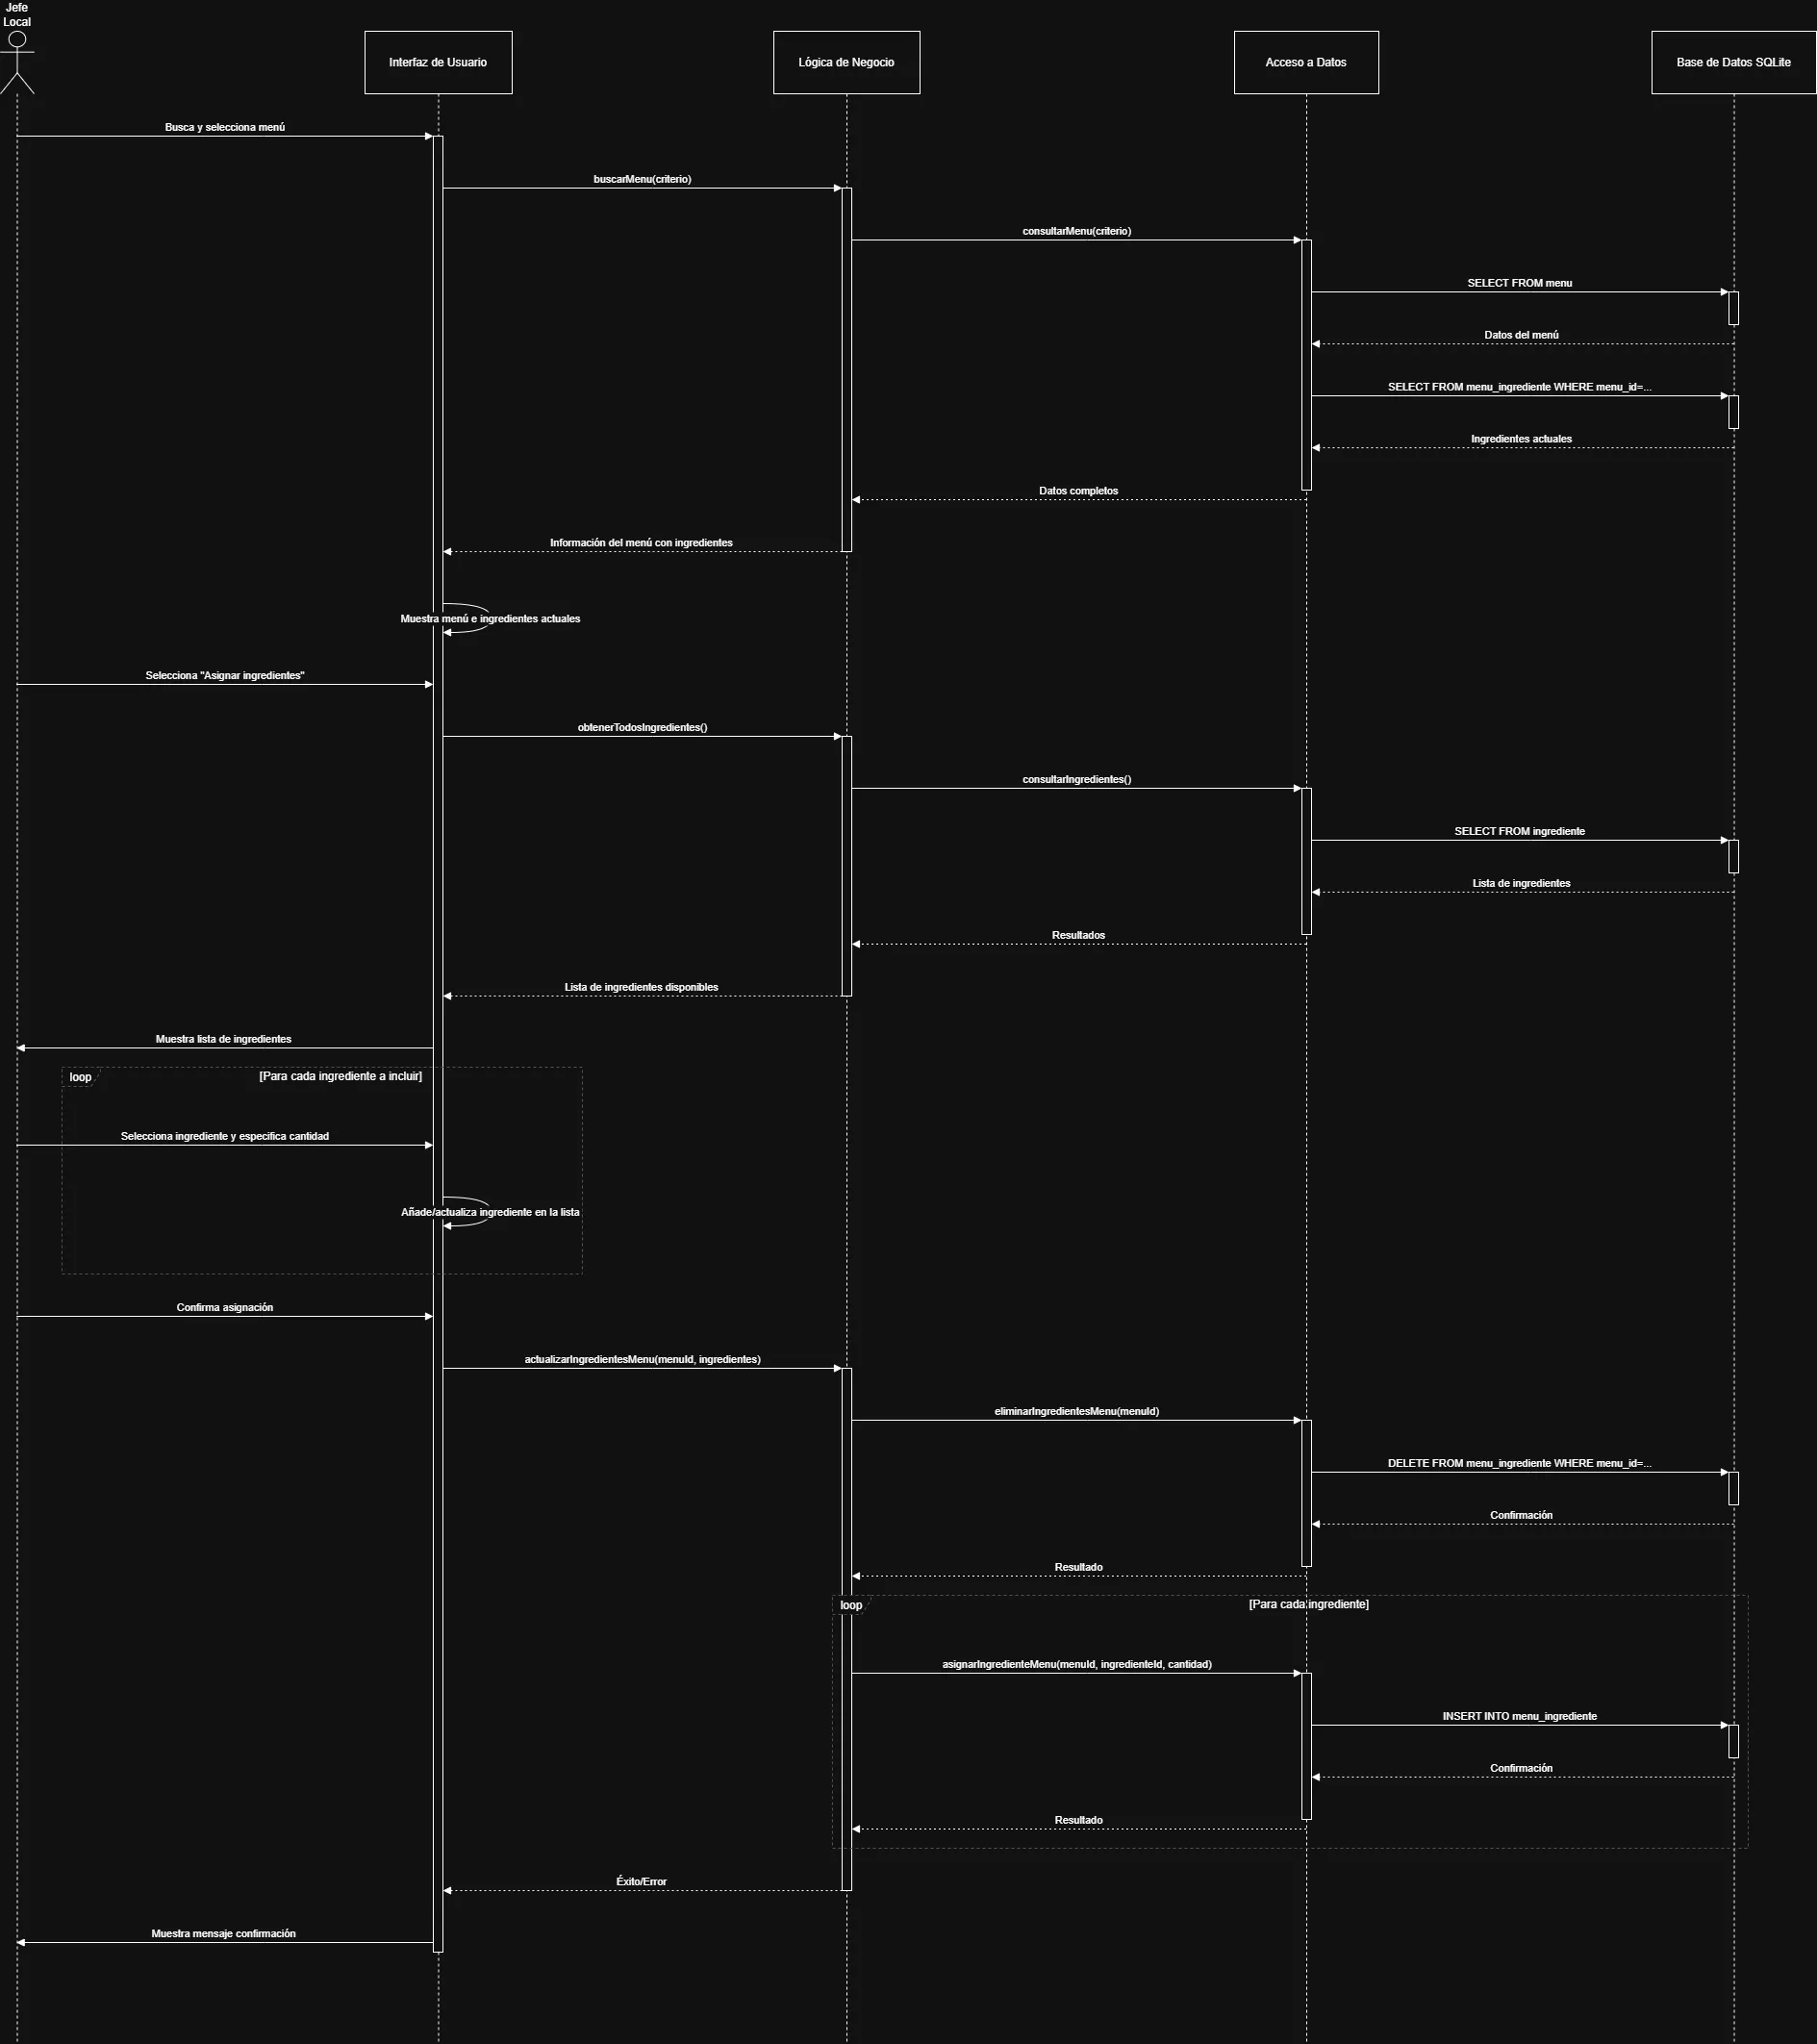 Jefe
Local
Interfaz de Usuario
Lógica de Negocio
Acceso a Datos
Base de Datos SQLite
Busca y selecciona menú
buscarMenu(criterio)
consultarMenu(criterio)
SELECT FROM menu
Datos del menú
SELECT FROM menu_ingrediente WHERE menu_id=...
Ingredientes actuales
Datos completos
Información del menú con ingredientes
Muestra menú e ingredientes actuales
Selecciona "Asignar ingredientes"
obtenerTodosIngredientes()
consultarIngredientes()
SELECT FROM ingrediente
Lista de ingredientes
Resultados
Lista de ingredientes disponibles
Muestra lista de ingredientes
loop
[Para cada ingrediente a incluir]
Selecciona ingrediente y especifica cantidad
Añade/actualiza ingrediente en la lista
Confirma asignación
actualizarIngredientesMenu(menuId, ingredientes)
eliminarIngredientesMenu(menuId)
DELETE FROM menu_ingrediente WHERE menu_id=...
Confirmación
Resultado
loop
[Para cada ingrediente]
asignarIngredienteMenu(menuId, ingredienteId, cantidad)
INSERT INTO menu_ingrediente
Confirmación
Resultado
Éxito/Error
Muestra mensaje confirmación